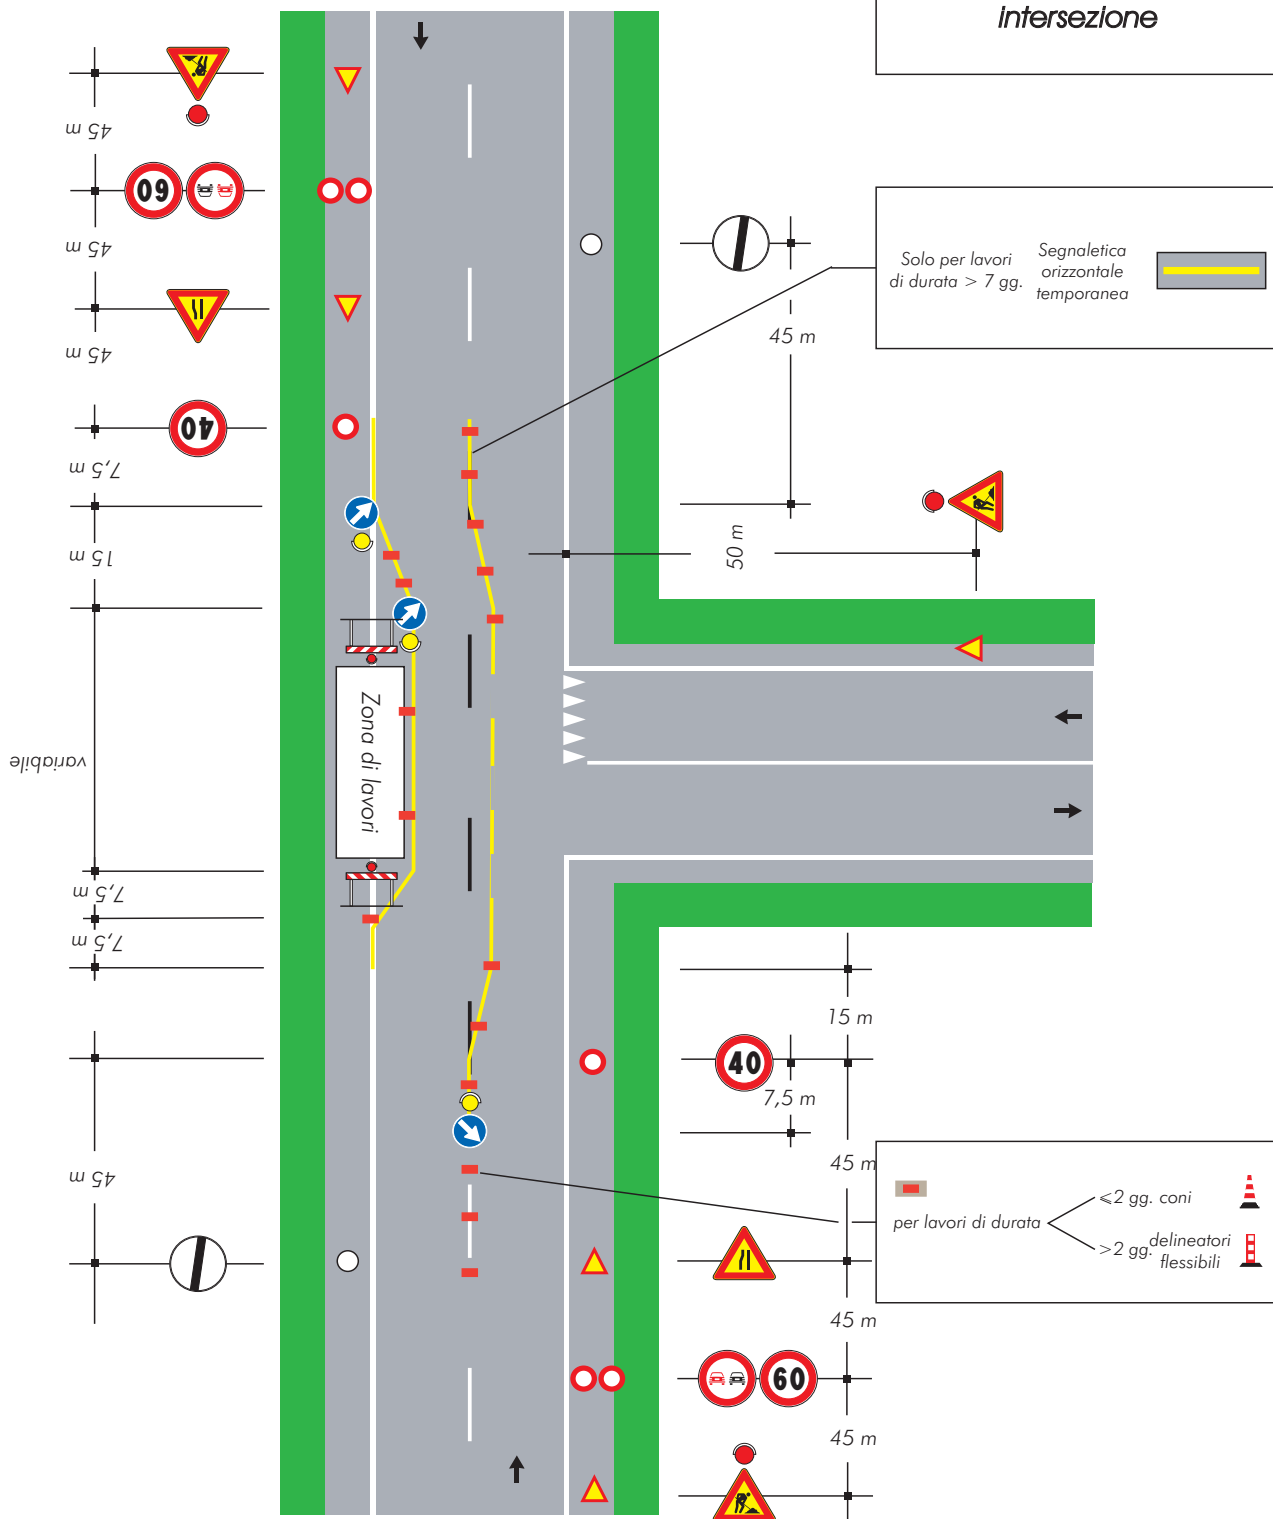 intersezione
45 m
60
45 m
45 m
40
7,5 m
15 m
variabile
7,5 m
7,5 m
45 m
Zona di lavori
Solo per lavori
di durata > 7 gg.
Segnaletica
orizzontale
temporanea
45 m
50 m
15 m
40
7,5 m
45 m
per lavori di durata
⩽2 gg. coni
>2 gg. delineatori
flessibili
45 m
60
45 m